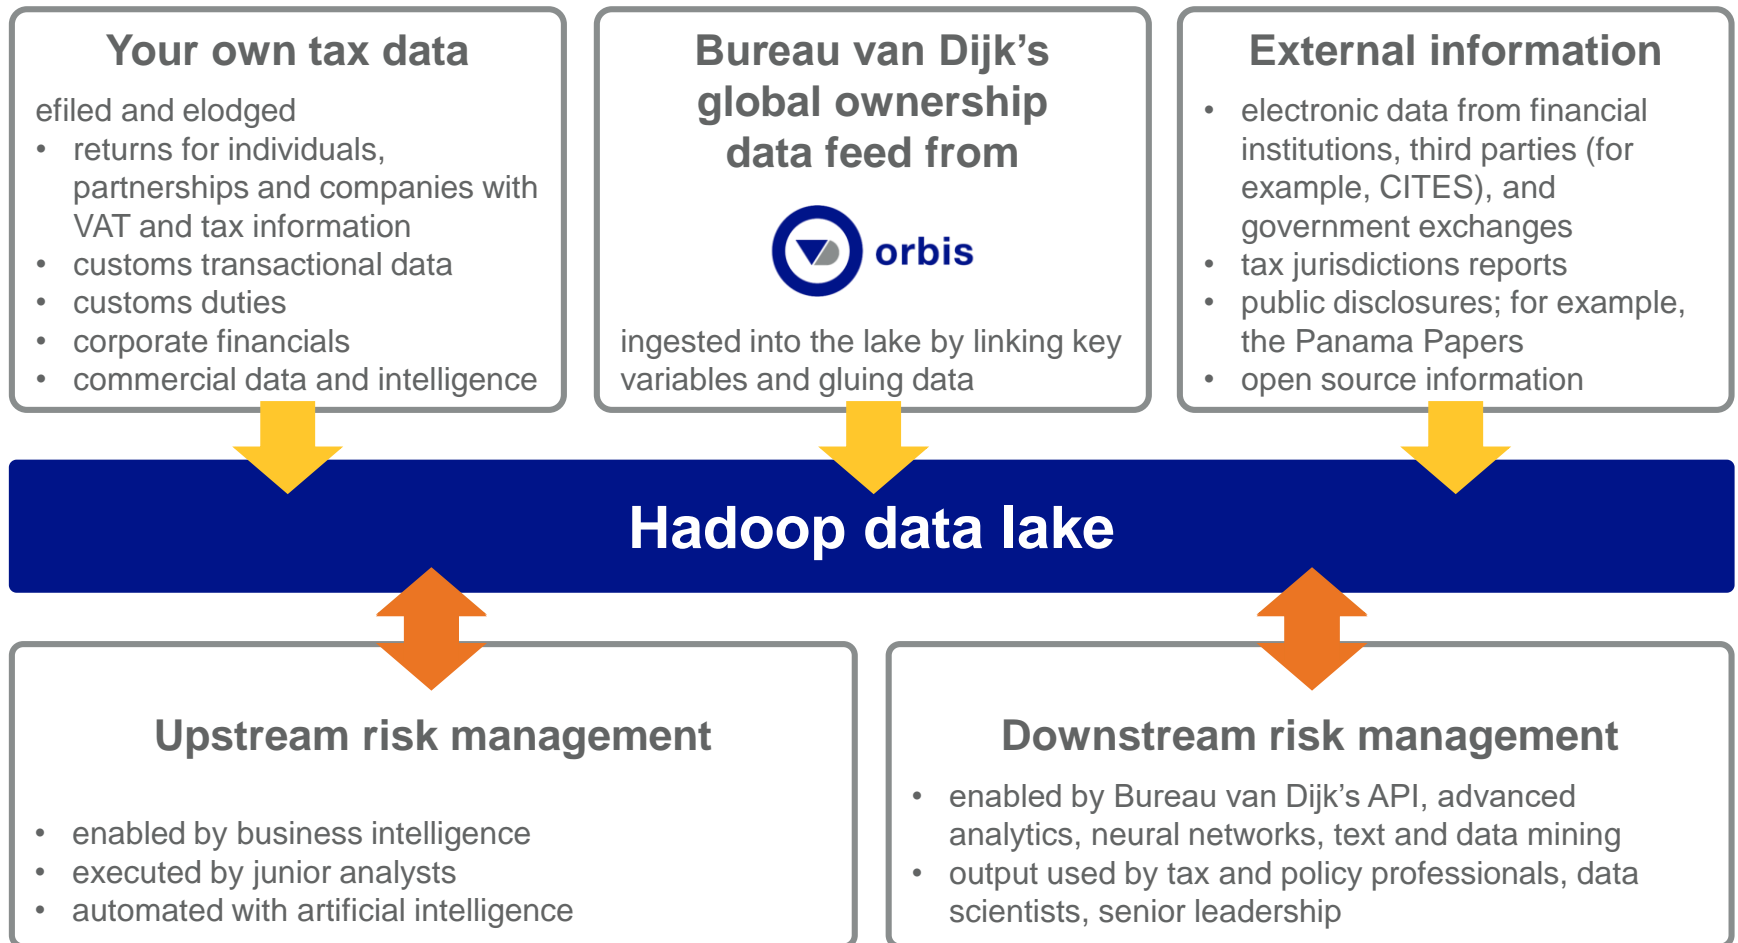 Your own tax data
efiled and elodged
• returns for individuals,
partnerships and companies with
VAT and tax information
• customs transactional data
• customs duties
• corporate financials
• commercial data and intelligence
Bureau van Dijk’s
global ownership
data feed from
orbis
ingested into the lake by linking key
variables and gluing data
External information
• electronic data from financial
institutions, third parties (for
example, CITES), and
government exchanges
• tax jurisdictions reports
• public disclosures; for example,
the Panama Papers
• open source information
Hadoop data lake
Upstream risk management
• enabled by business intelligence
• executed by junior analysts
• automated with artificial intelligence
Downstream risk management
• enabled by Bureau van Dijk’s API, advanced
analytics, neural networks, text and data mining
• output used by tax and policy professionals, data
scientists, senior leadership